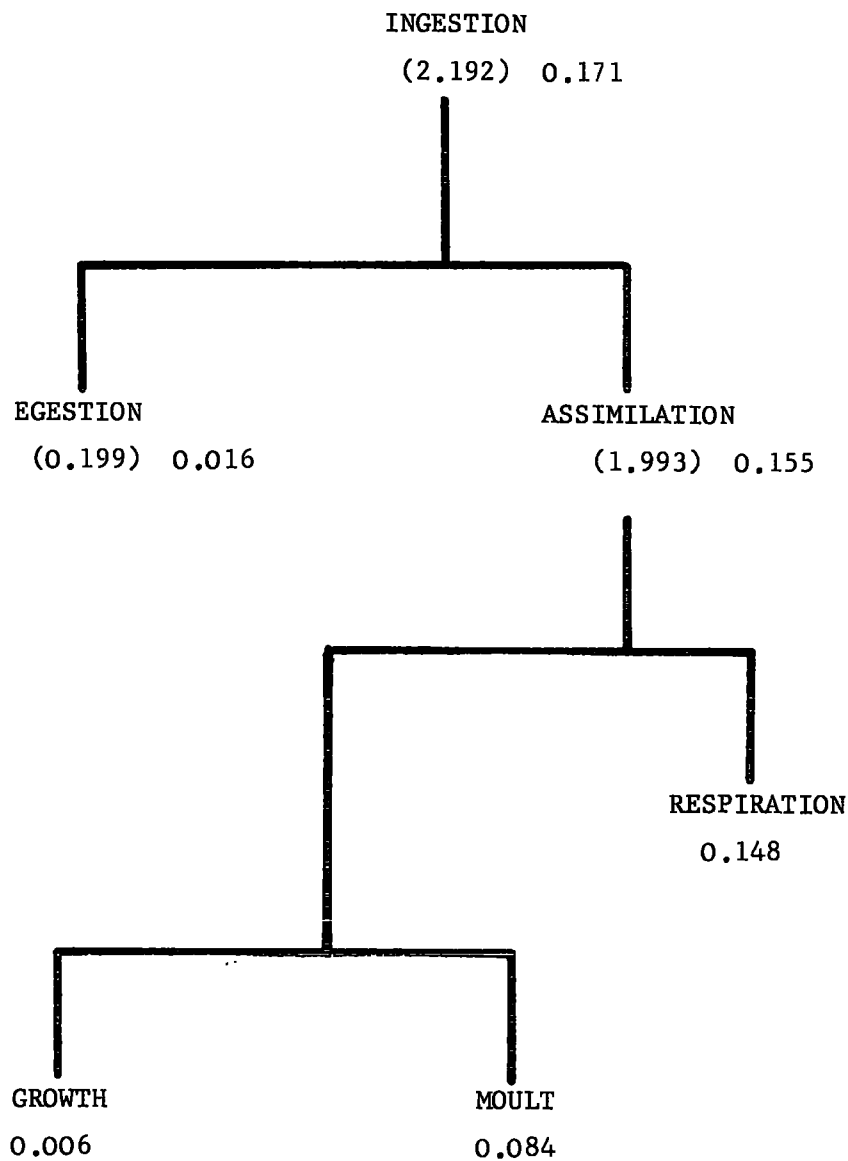 INGESTION
(2.192) 0.171
EGESTION
(0.199) 0.016
ASSIMILATION
(1.993) 0.155
RESPIRATION
0.148
GROWTH
0.006
MOULT
0.084